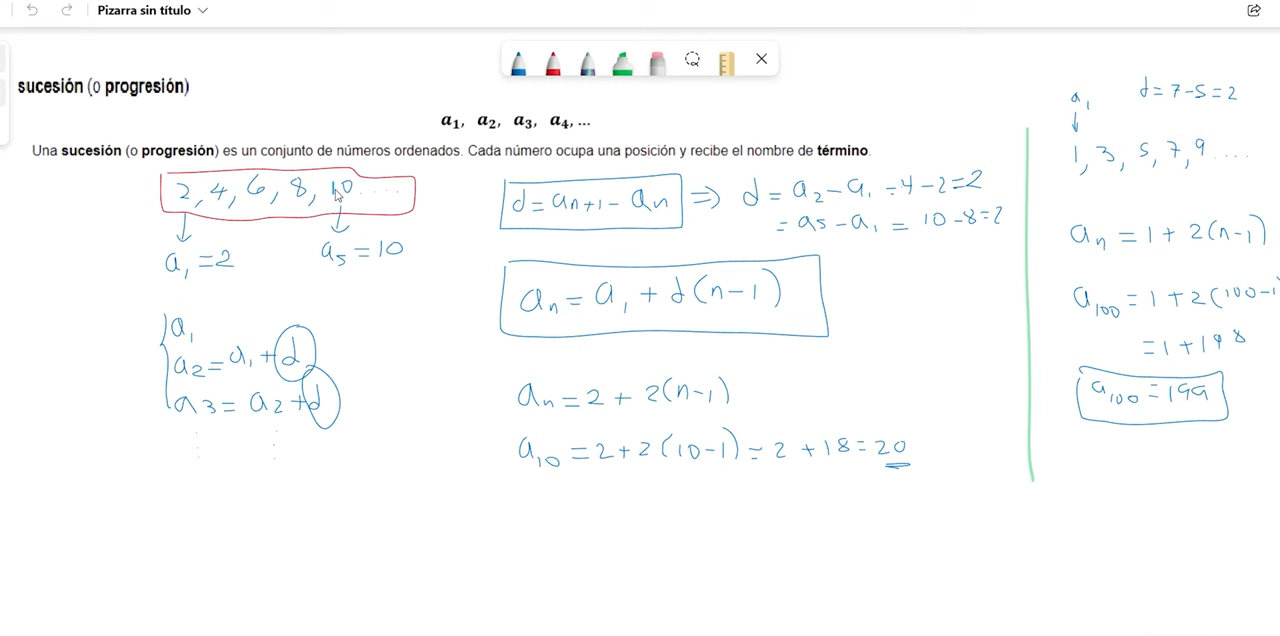 Pizarra sin título
sucesión (o progresión)
a₁, a₂, a₃, a₄, ...
Una sucesión (o progresión) es un conjunto de números ordenados. Cada número ocupa una posición y recibe el nombre de término.
2, 4, 6, 8, 10 ....
a₁ = 2
a₅ = 10
a₁
a₂ = a₁ + d
a₃ = a₂ + d
d = aₙ₊₁ - aₙ ⇒ d = a₂ - a₁ = 4 - 2 = 2
= a₅ - a₁ = 10 - 8 = 2
aₙ = a₁ + d(n-1)
aₙ = 2 + 2(n-1)
a₁₀ = 2 + 2(10-1) = 2 + 18 = 20
a₁ d = 7 - 5 = 2
1, 3, 5, 7, 9 ....
aₙ = 1 + 2(n-1)
a₁₀₀ = 1 + 2(100-1
= 1 + 198
a₁₀₀ = 199